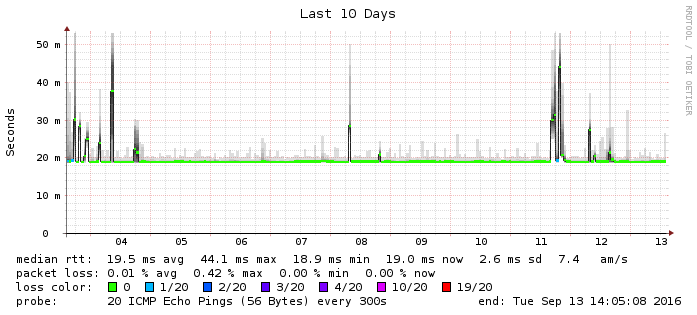 Last 10 Days
RRDTOOL / TOBI OETIKER
Seconds
50 m
40 m
30 m
20 m
10 m
0
04 05 06 07 08 09 10 11 12 13
median rtt: 19.5 ms avg 44.1 ms max 18.9 ms min 19.0 ms now 2.6 ms sd 7.4 am/s
packet loss: 0.01 % avg 0.42 % max 0.00 % min 0.00 % now
loss color: 0 1/20 2/20 3/20 4/20 10/20 19/20
probe: 20 ICMP Echo Pings (56 Bytes) every 300s end: Tue Sep 13 14:05:08 2016